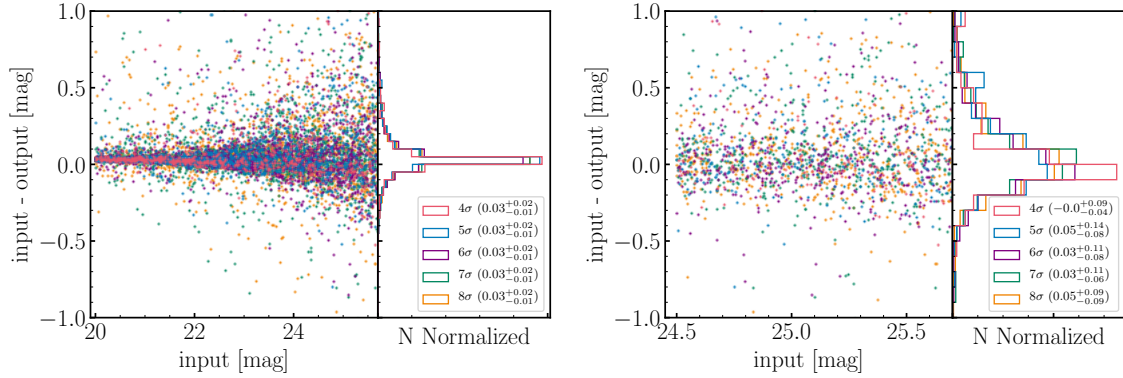 1.0
0.5
0.0
−0.5
−1.0
input - output [mag]
20
22
24
input [mag]
N Normalized
4σ (0.03^{+0.02}_{−0.01})
5σ (0.03^{+0.02}_{−0.01})
6σ (0.03^{+0.02}_{−0.01})
7σ (0.03^{+0.02}_{−0.01})
8σ (0.03^{+0.02}_{−0.01})
1.0
0.5
0.0
−0.5
−1.0
input - output [mag]
24.5
25.0
25.5
input [mag]
N Normalized
4σ (−0.0^{+0.09}_{−0.04})
5σ (0.05^{+0.14}_{−0.08})
6σ (0.03^{+0.11}_{−0.08})
7σ (0.03^{+0.11}_{−0.06})
8σ (0.05^{+0.09}_{−0.09})